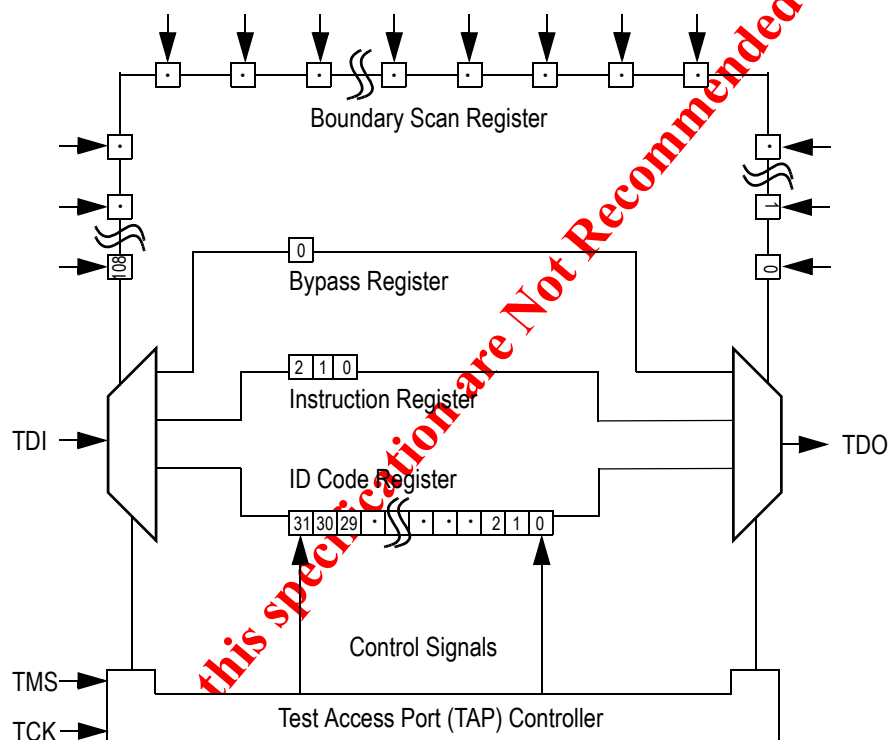 Boundary Scan Register
108
1
0
0
Bypass Register
2 1 0
Instruction Register
TDI
TDO
ID Code Register
31 30 29 · · · · 2 1 0
Control Signals
TMS
TCK
Test Access Port (TAP) Controller
this specification are Not Recommended